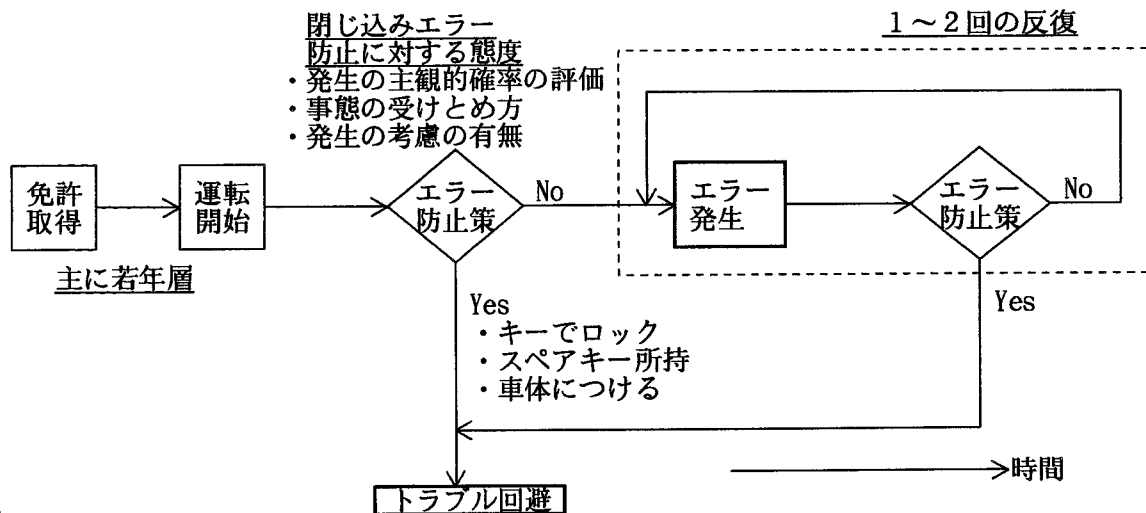 閉じ込みエラー
防止に対する態度
・発生の主観的確率の評価
・事態の受けとめ方
・発生の考慮の有無
1～2回の反復
免許
取得
運転
開始
エラー
防止策
No
エラー
発生
エラー
防止策
No
主に若年層
Yes
・キーでロック
・スペアキー所持
・車体につける
Yes
時間
トラブル回避